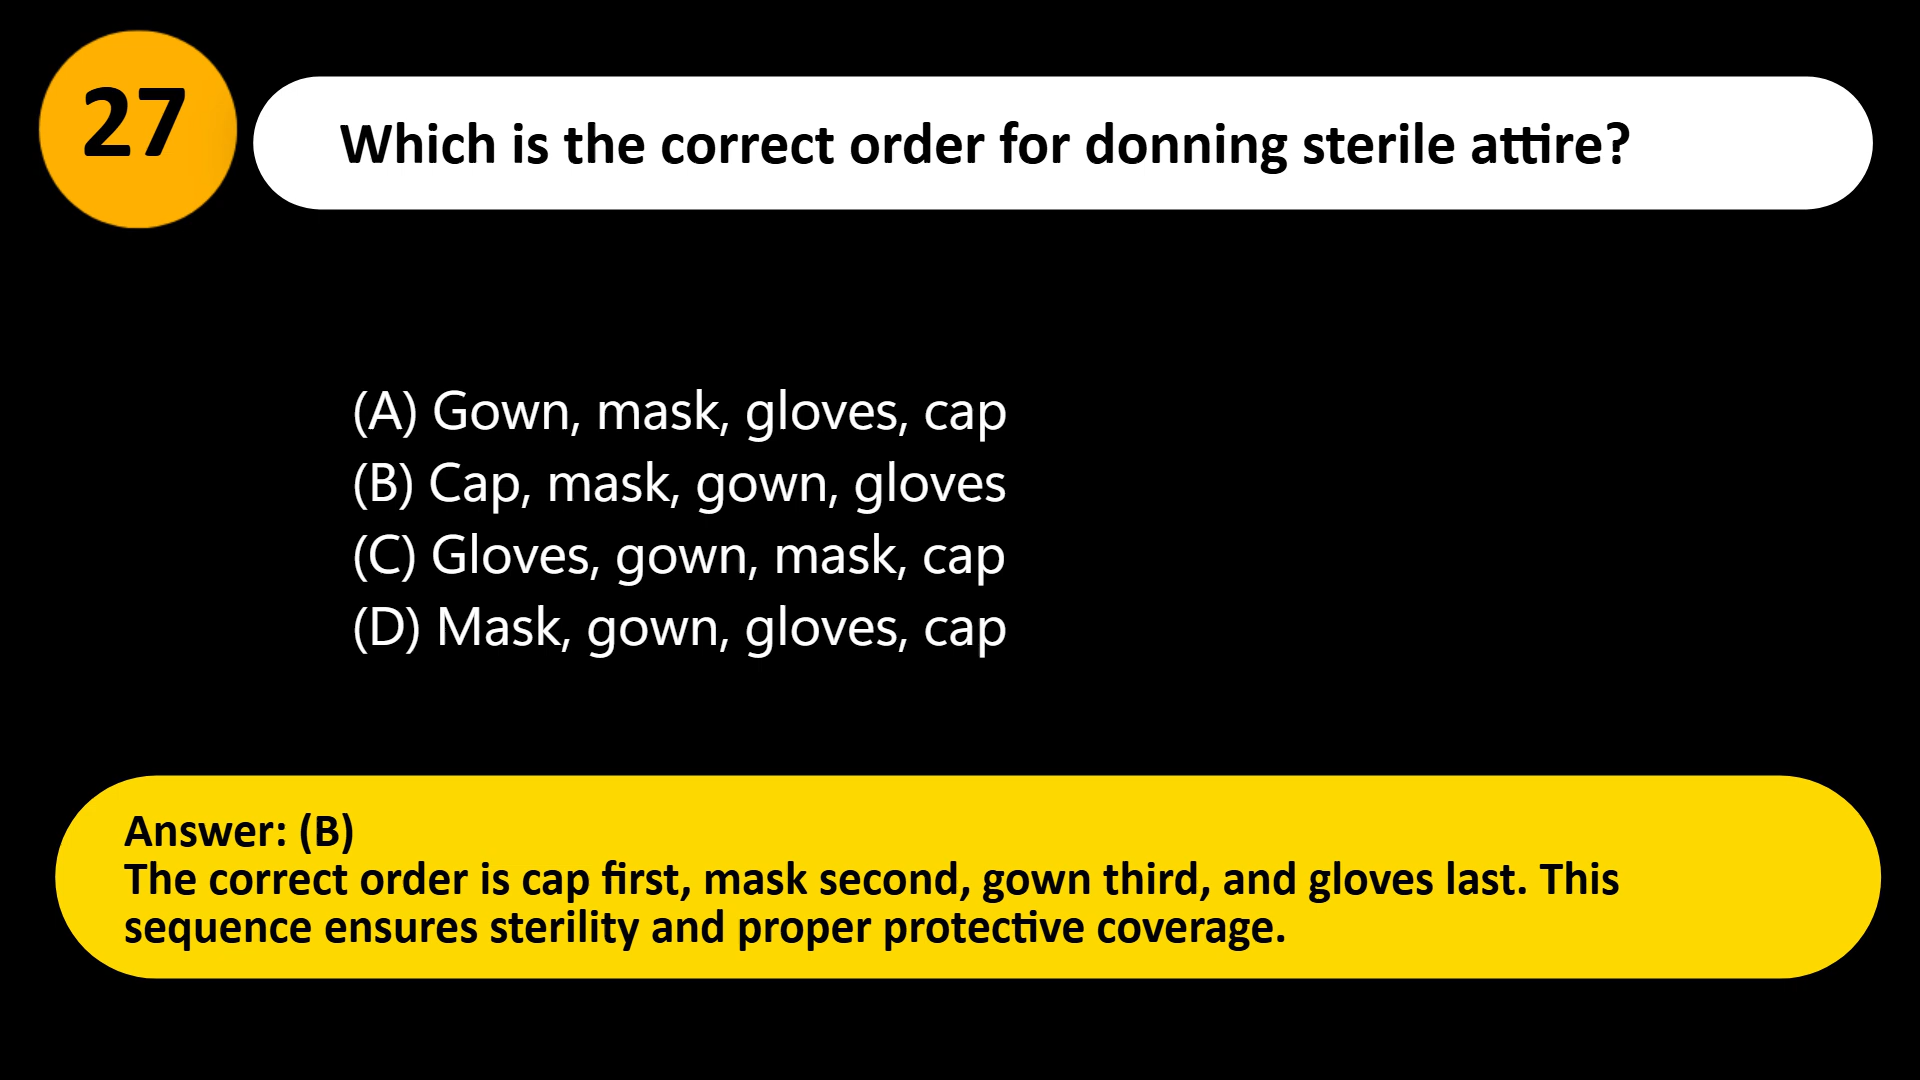 27
Which is the correct order for donning sterile attire?
(A) Gown, mask, gloves, cap
(B) Cap, mask, gown, gloves
(C) Gloves, gown, mask, cap
(D) Mask, gown, gloves, cap
Answer: (B)
The correct order is cap first, mask second, gown third, and gloves last. This
sequence ensures sterility and proper protective coverage.